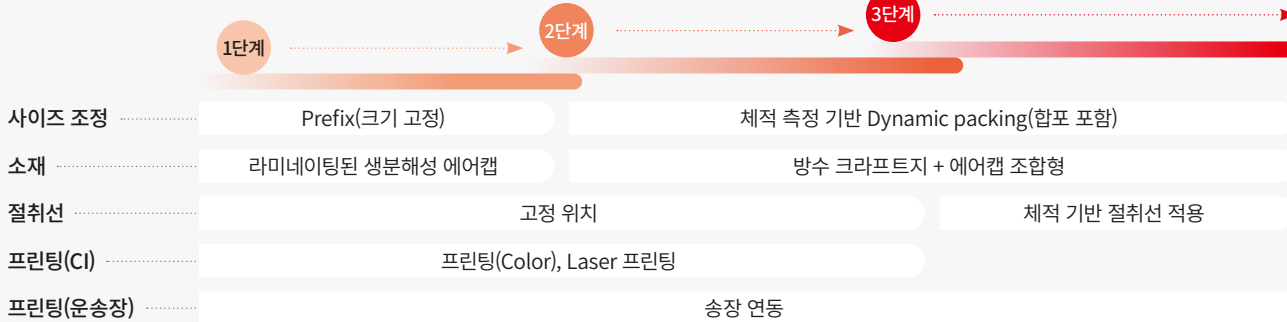 1단계
2단계
3단계
사이즈 조정 Prefix(크기 고정) 체적 측정 기반 Dynamic packing(합포 포함)
소재 라미네이팅된 생분해성 에어캡 방수 크라프트지 + 에어캡 조합형
절취선 고정 위치 체적 기반 절취선 적용
프린팅(CI) 프린팅(Color), Laser 프린팅
프린팅(운송장) 송장 연동